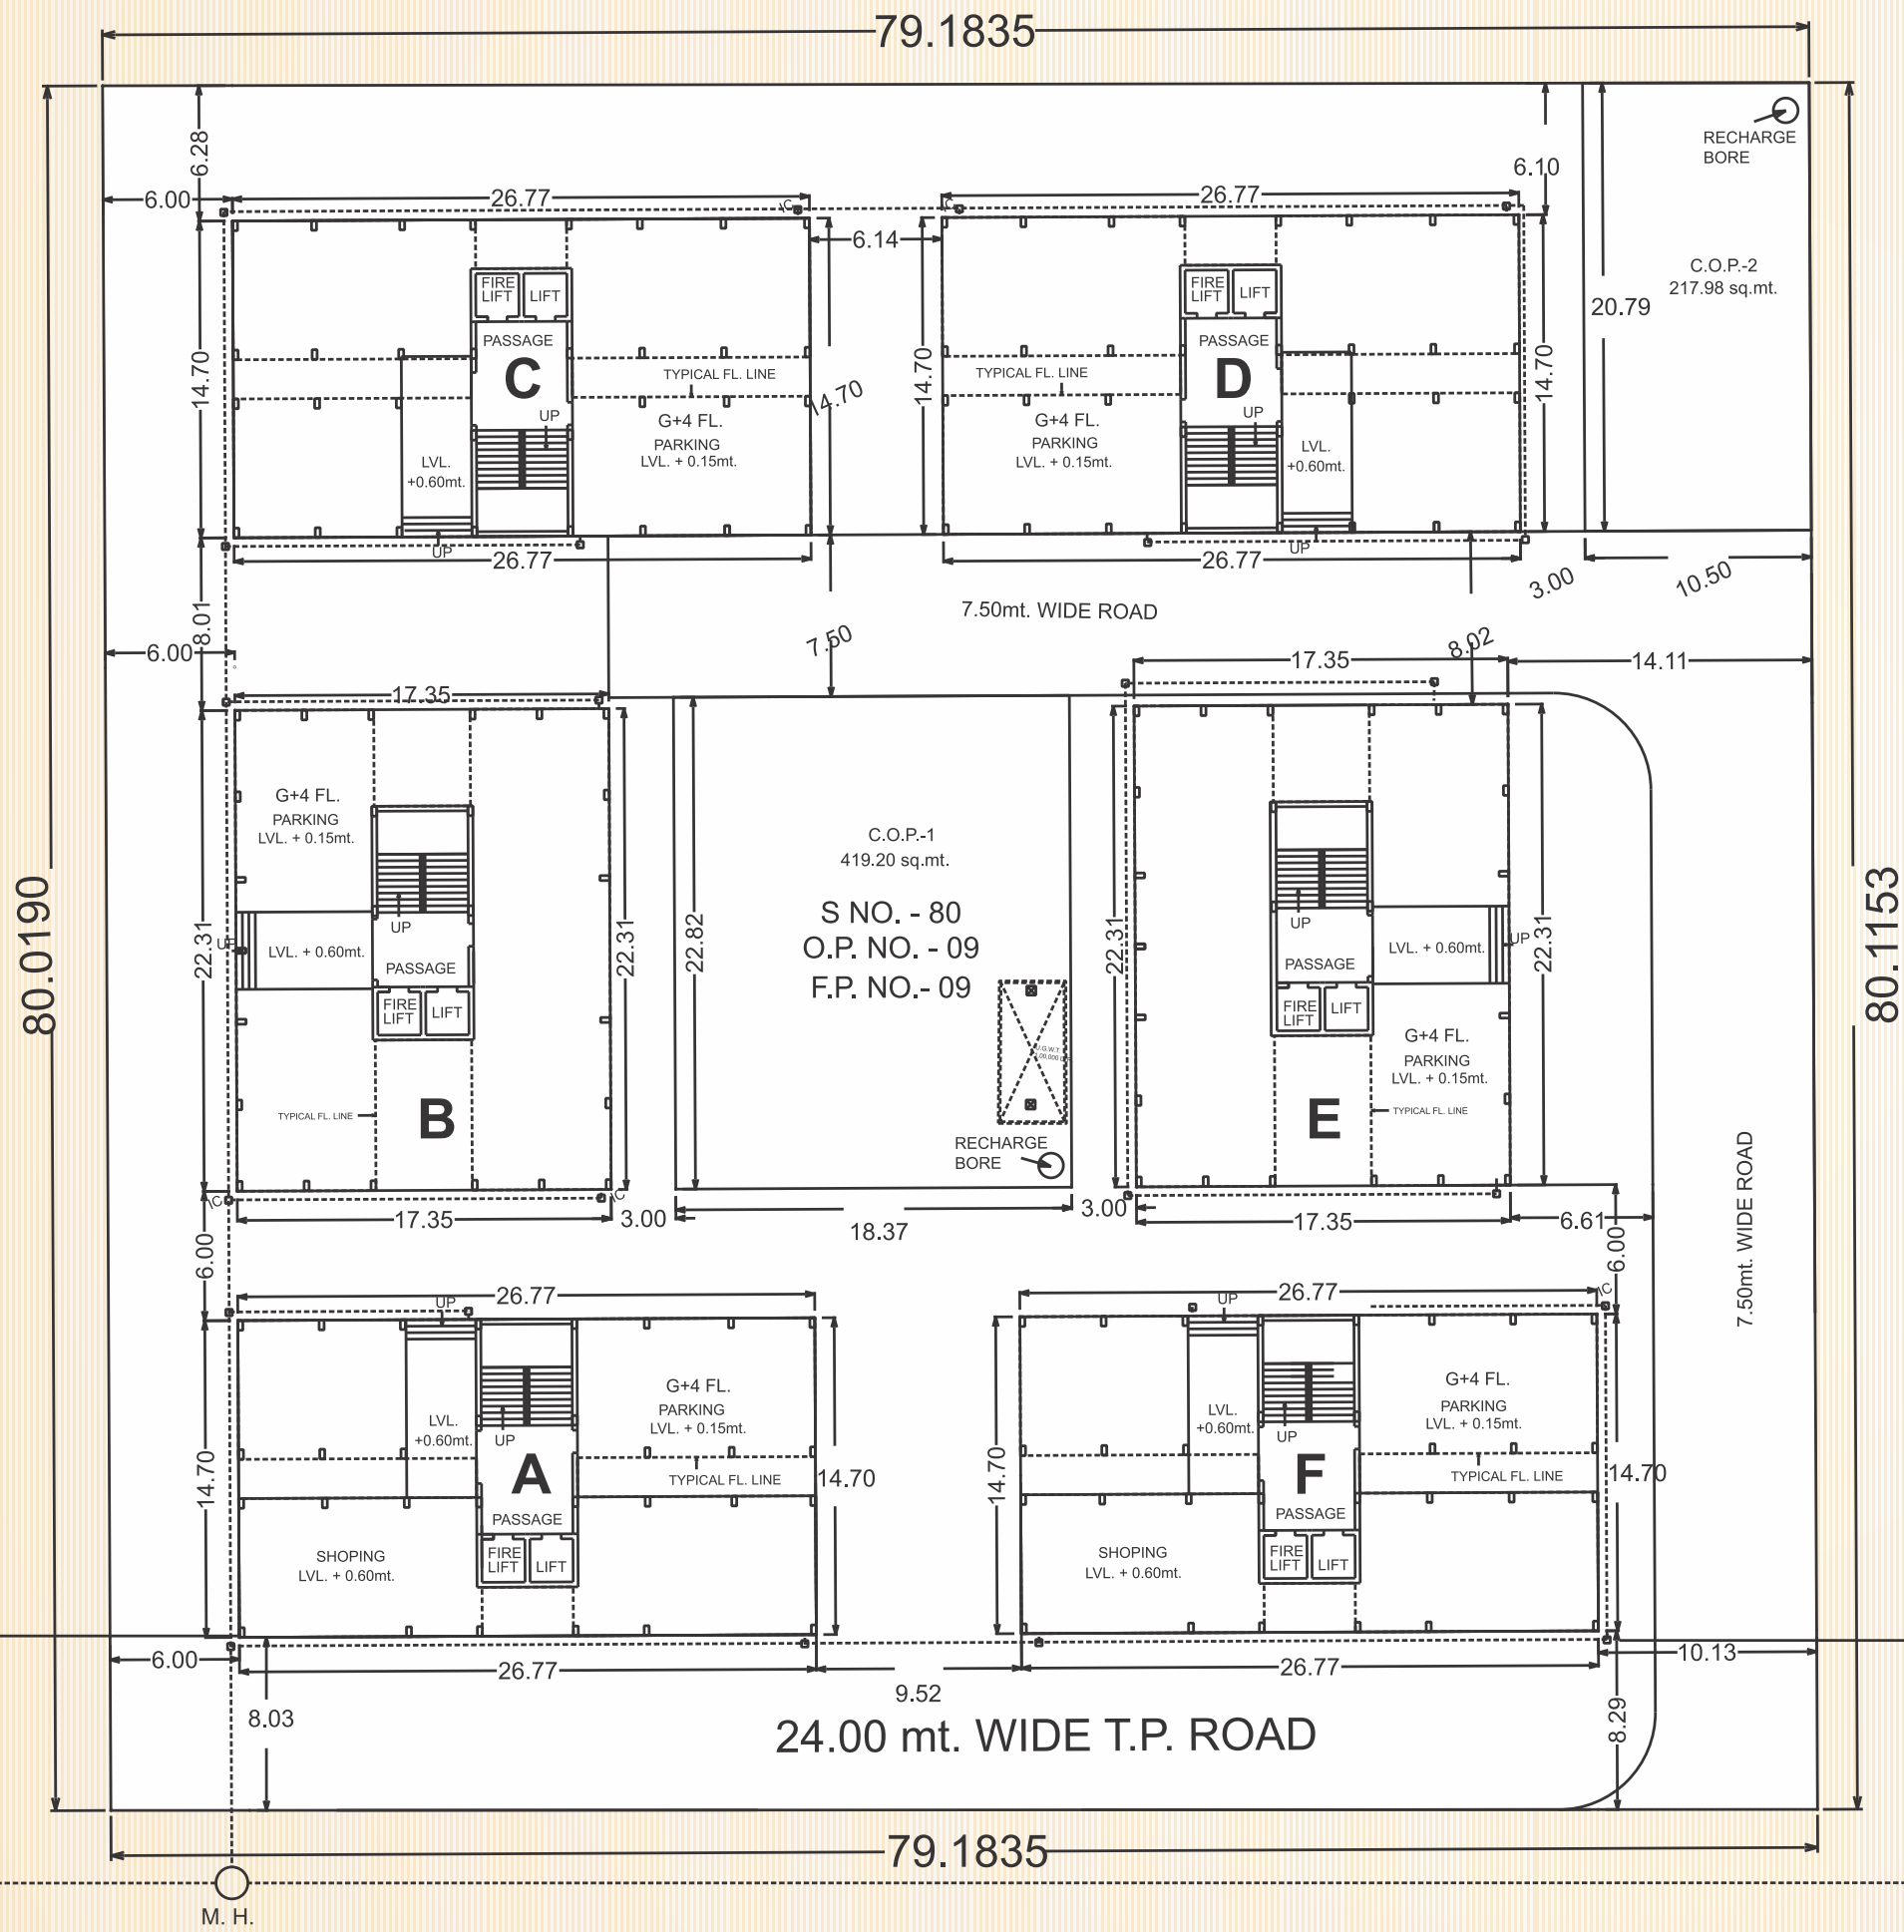 79.1835
80.0190
80.1153
6.28
6.00
26.77
IC
6.14
IC
26.77
6.10
RECHARGE
BORE
C.O.P.-2
217.98 sq.mt.
20.79
14.70
FIRE
LIFT
LIFT
PASSAGE
C
UP
TYPICAL FL. LINE
G+4 FL.
PARKING
LVL. + 0.15mt.
LVL.
+0.60mt.
UP
14.70
14.70
TYPICAL FL. LINE
G+4 FL.
PARKING
LVL. + 0.15mt.
FIRE
LIFT
LIFT
PASSAGE
D
UP
LVL.
+0.60mt.
UP
14.70
26.77
26.77
3.00
10.50
8.01
6.00
7.50mt. WIDE ROAD
7.50
8.02
17.35
17.35
14.11
G+4 FL.
PARKING
LVL. + 0.15mt.
22.31
UP
UP
LVL. + 0.60mt.
PASSAGE
FIRE
LIFT
LIFT
TYPICAL FL. LINE
B
22.31
22.82
C.O.P.-1
419.20 sq.mt.
S NO. - 80
O.P. NO. - 09
F.P. NO.- 09
U.G.W.T.
RECHARGE
BORE
22.31
UP
PASSAGE
LVL. + 0.60mt.
UP
22.31
FIRE
LIFT
LIFT
G+4 FL.
PARKING
LVL. + 0.15mt.
TYPICAL FL. LINE
E
7.50mt. WIDE ROAD
IC
IC
17.35
3.00
18.37
3.00
17.35
6.61
6.00
6.00
26.77
UP
26.77
UP
IC
14.70
LVL.
+0.60mt.
UP
A
PASSAGE
FIRE
LIFT
LIFT
G+4 FL.
PARKING
LVL. + 0.15mt.
TYPICAL FL. LINE
SHOPING
LVL. + 0.60mt.
14.70
14.70
LVL.
+0.60mt.
UP
F
PASSAGE
FIRE
LIFT
LIFT
G+4 FL.
PARKING
LVL. + 0.15mt.
TYPICAL FL. LINE
SHOPING
LVL. + 0.60mt.
14.70
6.00
26.77
9.52
26.77
10.13
8.03
8.29
24.00 mt. WIDE T.P. ROAD
79.1835
M. H.